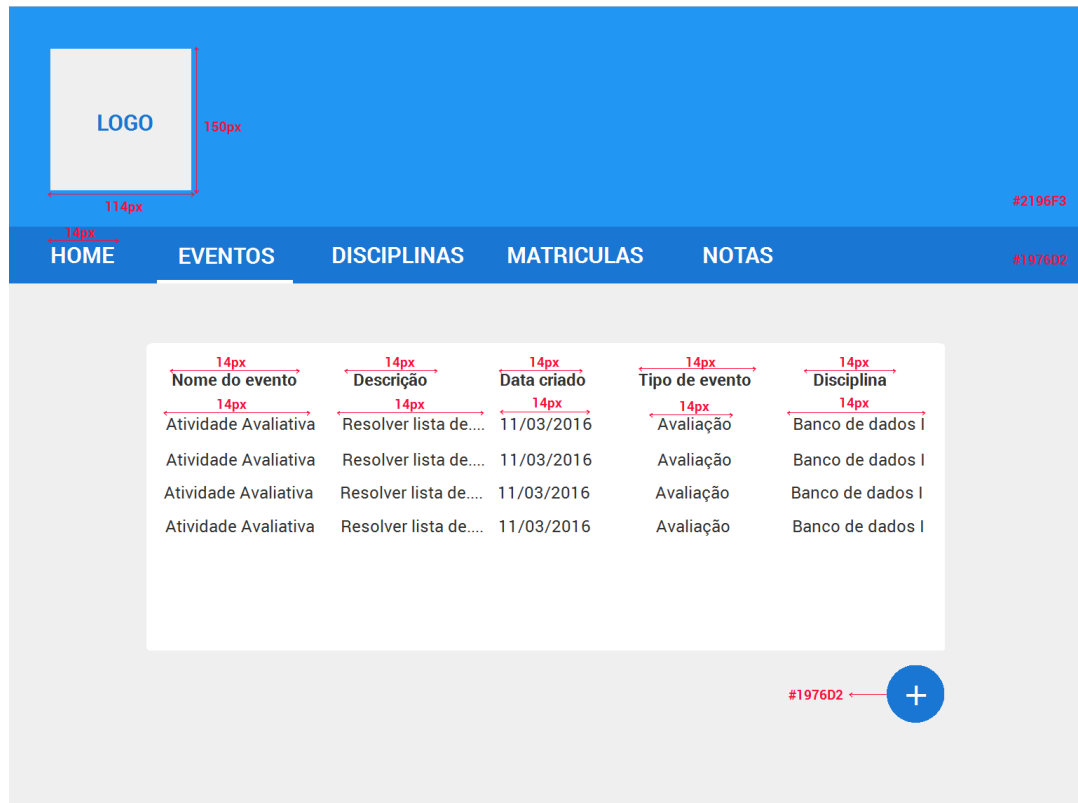 LOGO
150px
114px
#2196F3
14px
HOME EVENTOS DISCIPLINAS MATRICULAS NOTAS
#1976D2
14px 14px 14px 14px 14px
Nome do evento Descrição Data criado Tipo de evento Disciplina
14px 14px 14px 14px 14px
Atividade Avaliativa Resolver lista de.... 11/03/2016 Avaliação Banco de dados I
Atividade Avaliativa Resolver lista de.... 11/03/2016 Avaliação Banco de dados I
Atividade Avaliativa Resolver lista de.... 11/03/2016 Avaliação Banco de dados I
Atividade Avaliativa Resolver lista de.... 11/03/2016 Avaliação Banco de dados I
#1976D2 +